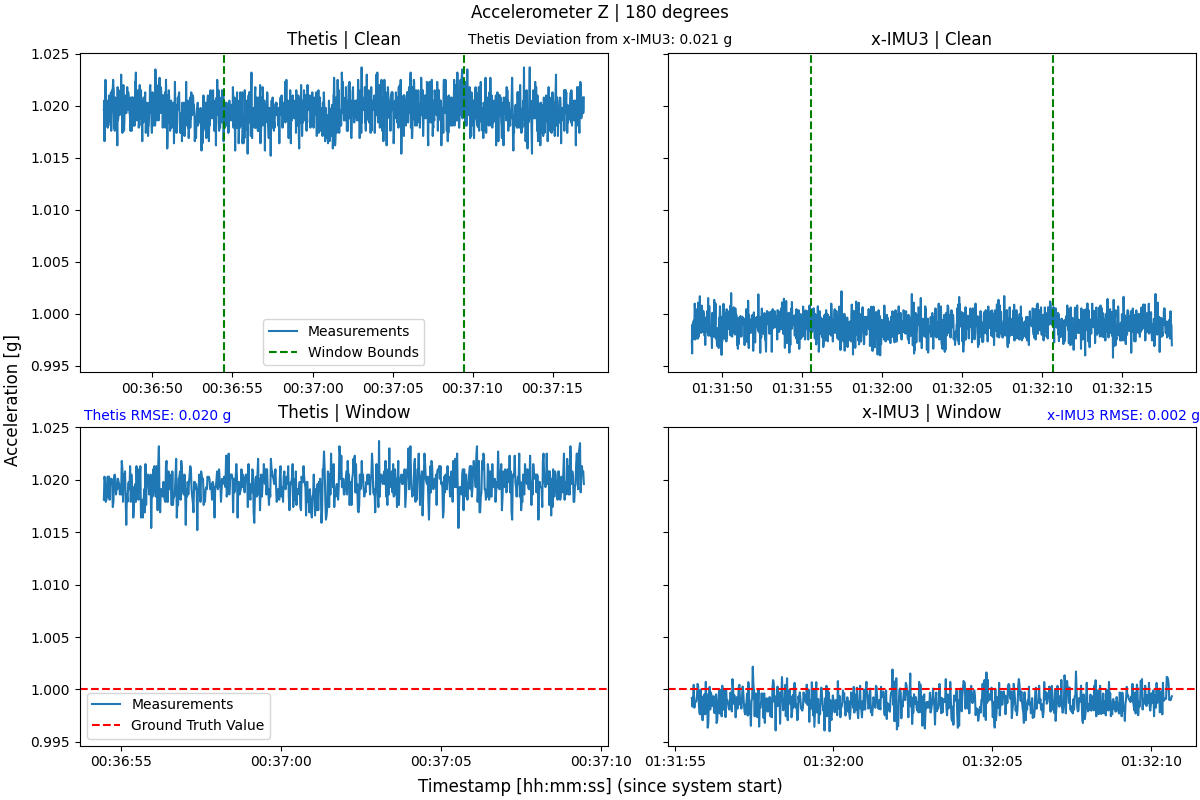 Accelerometer Z | 180 degrees
Thetis | Clean
Thetis Deviation from x-IMU3: 0.021 g
x-IMU3 | Clean
1.025
1.020
1.015
1.010
1.005
1.000
0.995
Measurements
Window Bounds
00:36:50 00:36:55 00:37:00 00:37:05 00:37:10 00:37:15
01:31:50 01:31:55 01:32:00 01:32:05 01:32:10 01:32:15
Acceleration [g]
Thetis RMSE: 0.020 g
Thetis | Window
x-IMU3 | Window
x-IMU3 RMSE: 0.002 g
1.025
1.020
1.015
1.010
1.005
1.000
0.995
Measurements
Ground Truth Value
00:36:55 00:37:00 00:37:05 00:37:10
01:31:55 01:32:00 01:32:05 01:32:10
Timestamp [hh:mm:ss] (since system start)